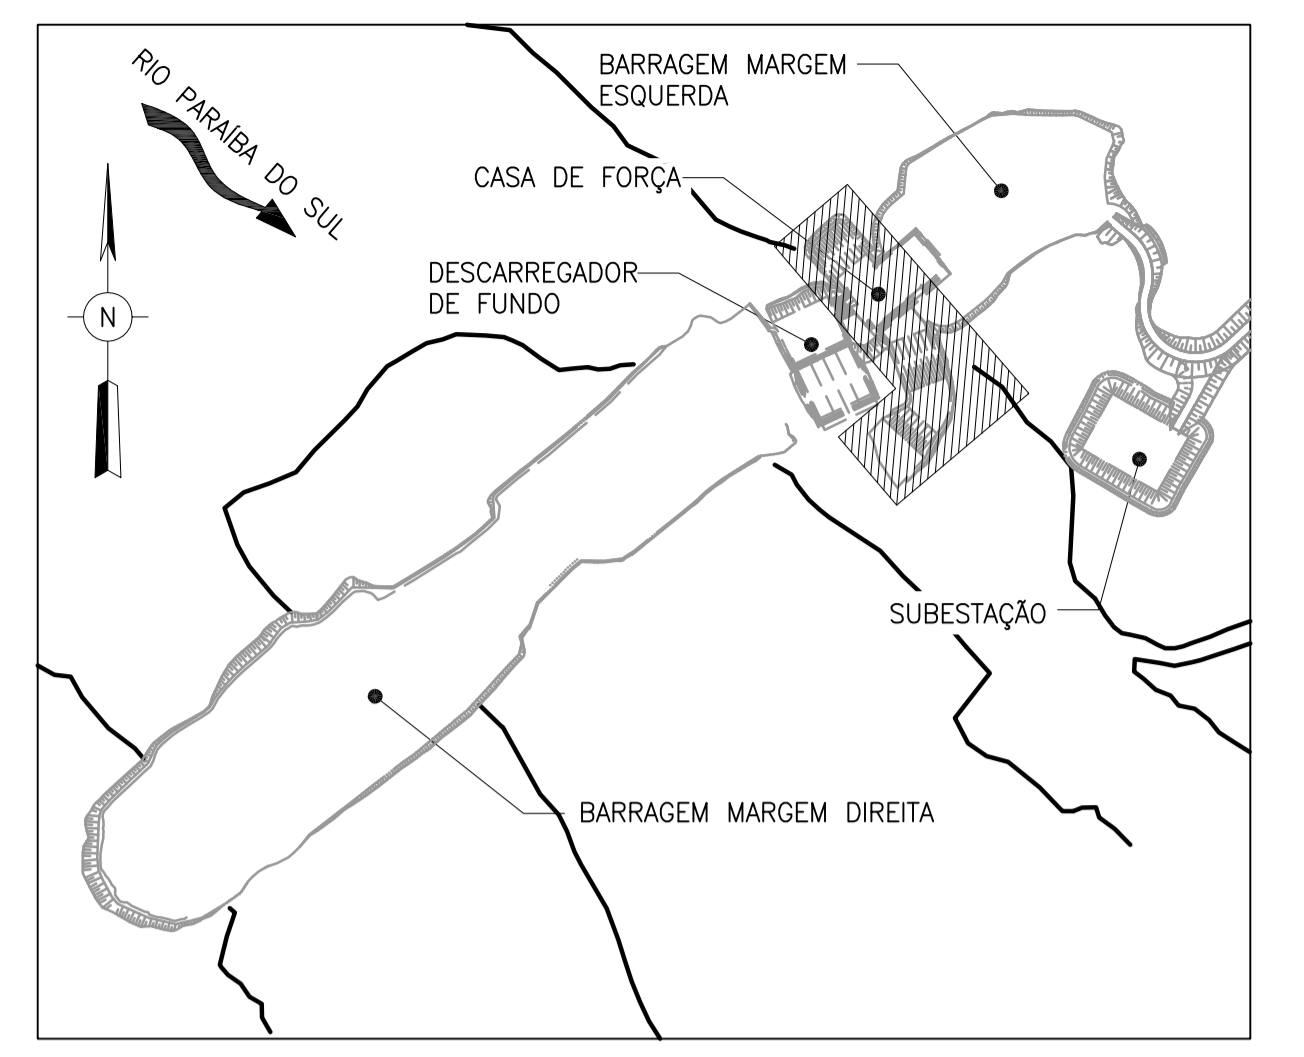 RIO PARAÍBA DO SUL
BARRAGEM MARGEM
ESQUERDA
CASA DE FORÇA
DESCARREGADOR
DE FUNDO
N
SUBESTAÇÃO
BARRAGEM MARGEM DIREITA